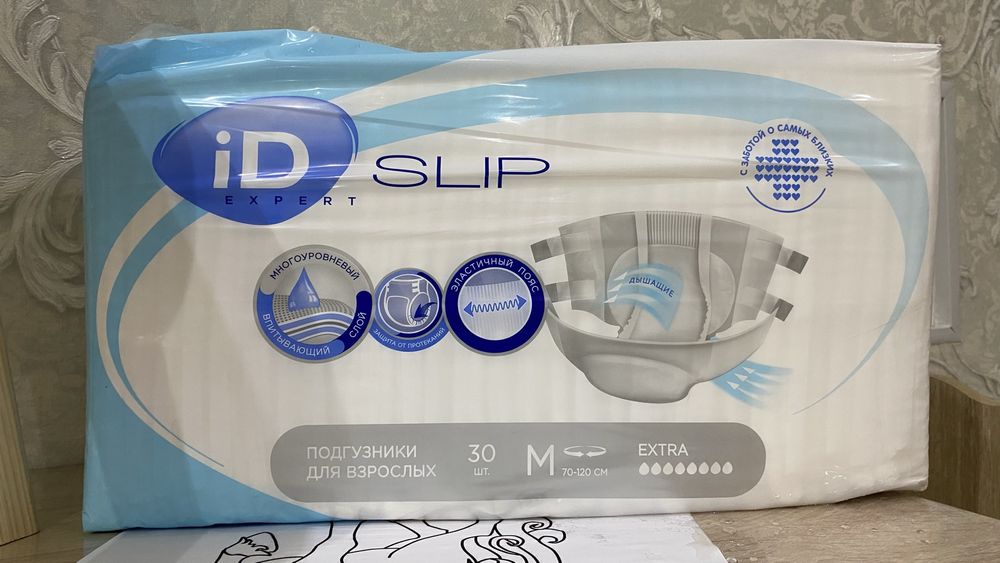 iD
EXPERT
SLIP
С ЗАБОТОЙ О САМЫХ БЛИЗКИХ
МНОГОУРОВНЕВЫЙ
ВПИТЫВАЮЩИЙ СЛОЙ
ЗАЩИТА ОТ ПРОТЕКАНИЙ
ЭЛАСТИЧНЫЙ ПОЯС
ДЫШАЩИЕ
ПОДГУЗНИКИ
ДЛЯ ВЗРОСЛЫХ
30
ШТ.
M
70-120 СМ
EXTRA